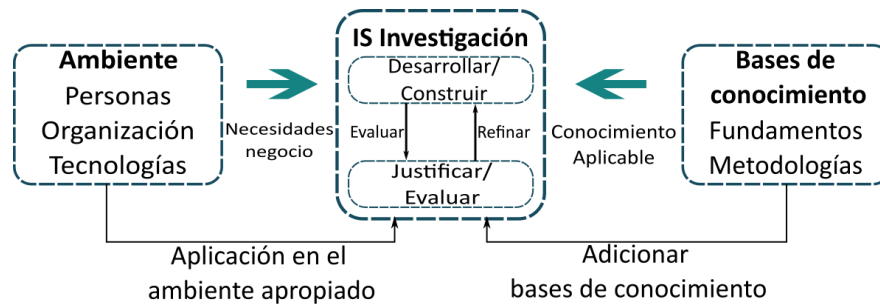 Ambiente
Personas
Organización
Tecnologías
Necesidades
negocio
IS Investigación
Desarrollar/
Construir
Evaluar
Refinar
Justificar/
Evaluar
Conocimiento
Aplicable
Bases de
conocimiento
Fundamentos
Metodologías
Aplicación en el
ambiente apropiado
Adicionar
bases de conocimiento